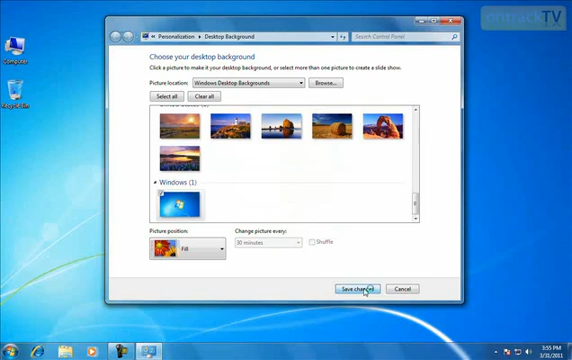 ontrackTV
Personalization
Desktop Background
Search Control Panel
Computer
Recycle Bin
Choose your desktop background
Click a picture to make it your desktop background, or select more than one picture to create a slide show.
Picture location:
Windows Desktop Backgrounds
Browse...
Select all
Clear all
Windows (1)
Picture position:
Change picture every:
Fill
30 minutes
Shuffle
Save changes
Cancel
3:55 PM
3/31/2011